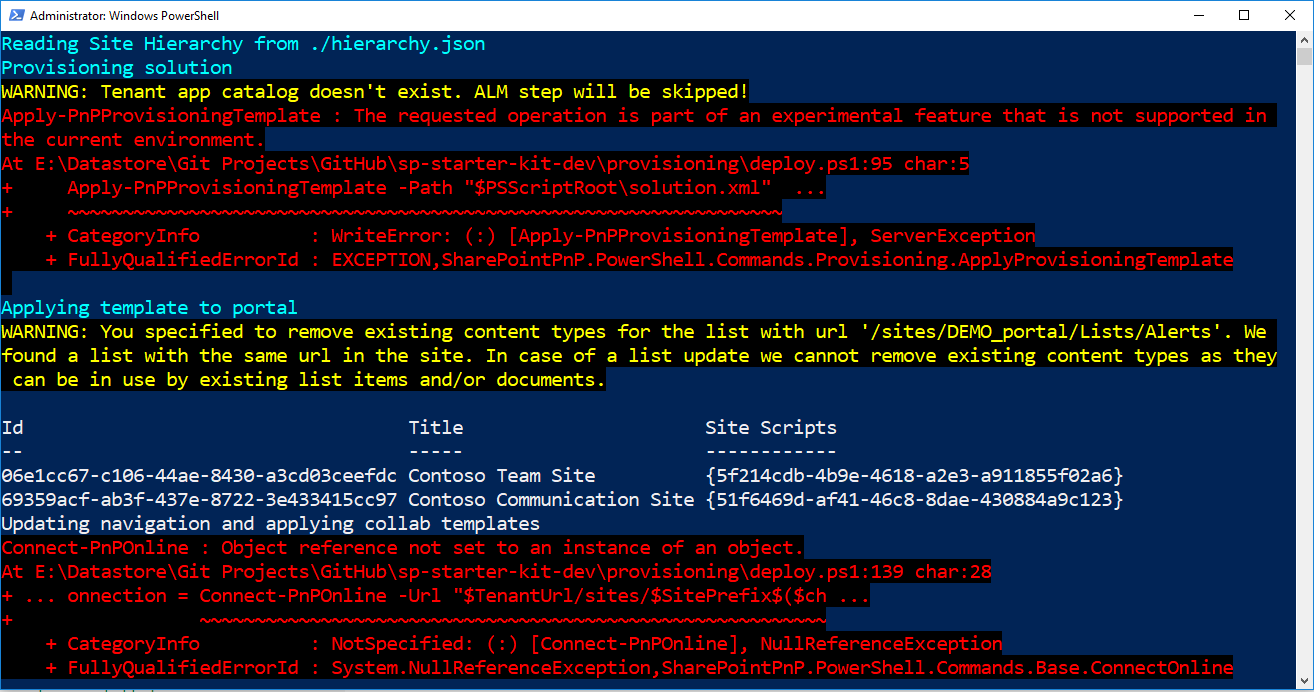 Administrator: Windows PowerShell
Reading Site Hierarchy from ./hierarchy.json
Provisioning solution
WARNING: Tenant app catalog doesn't exist. ALM step will be skipped!
Apply-PnPProvisioningTemplate : The requested operation is part of an experimental feature that is not supported in
the current environment.
At E:\Datastore\Git Projects\GitHub\sp-starter-kit-dev\provisioning\deploy.ps1:95 char:5
+     Apply-PnPProvisioningTemplate -Path "$PSScriptRoot\solution.xml"  ...
+     ~~~~~~~~~~~~~~~~~~~~~~~~~~~~~~~~~~~~~~~~~~~~~~~~~~~~~~~~~~~~~~~~~
    + CategoryInfo          : WriteError: (:) [Apply-PnPProvisioningTemplate], ServerException
    + FullyQualifiedErrorId : EXCEPTION,SharePointPnP.PowerShell.Commands.Provisioning.ApplyProvisioningTemplate
Applying template to portal
WARNING: You specified to remove existing content types for the list with url '/sites/DEMO_portal/Lists/Alerts'. We
found a list with the same url in the site. In case of a list update we cannot remove existing content types as they
 can be in use by existing list items and/or documents.
Id                                   Title                      Site Scripts
--                                   -----                      ------------
06e1cc67-c106-44ae-8430-a3cd03ceefdc Contoso Team Site          {5f214cdb-4b9e-4618-a2e3-a911855f02a6}
69359acf-ab3f-437e-8722-3e433415cc97 Contoso Communication Site {51f6469d-af41-46c8-8dae-430884a9c123}
Updating navigation and applying collab templates
Connect-PnPOnline : Object reference not set to an instance of an object.
At E:\Datastore\Git Projects\GitHub\sp-starter-kit-dev\provisioning\deploy.ps1:139 char:28
+ ... onnection = Connect-PnPOnline -Url "$TenantUrl/sites/$SitePrefix$($ch ...
+                 ~~~~~~~~~~~~~~~~~~~~~~~~~~~~~~~~~~~~~~~~~~~~~~~~~~~~~~~~~
    + CategoryInfo          : NotSpecified: (:) [Connect-PnPOnline], NullReferenceException
    + FullyQualifiedErrorId : System.NullReferenceException,SharePointPnP.PowerShell.Commands.Base.ConnectOnline